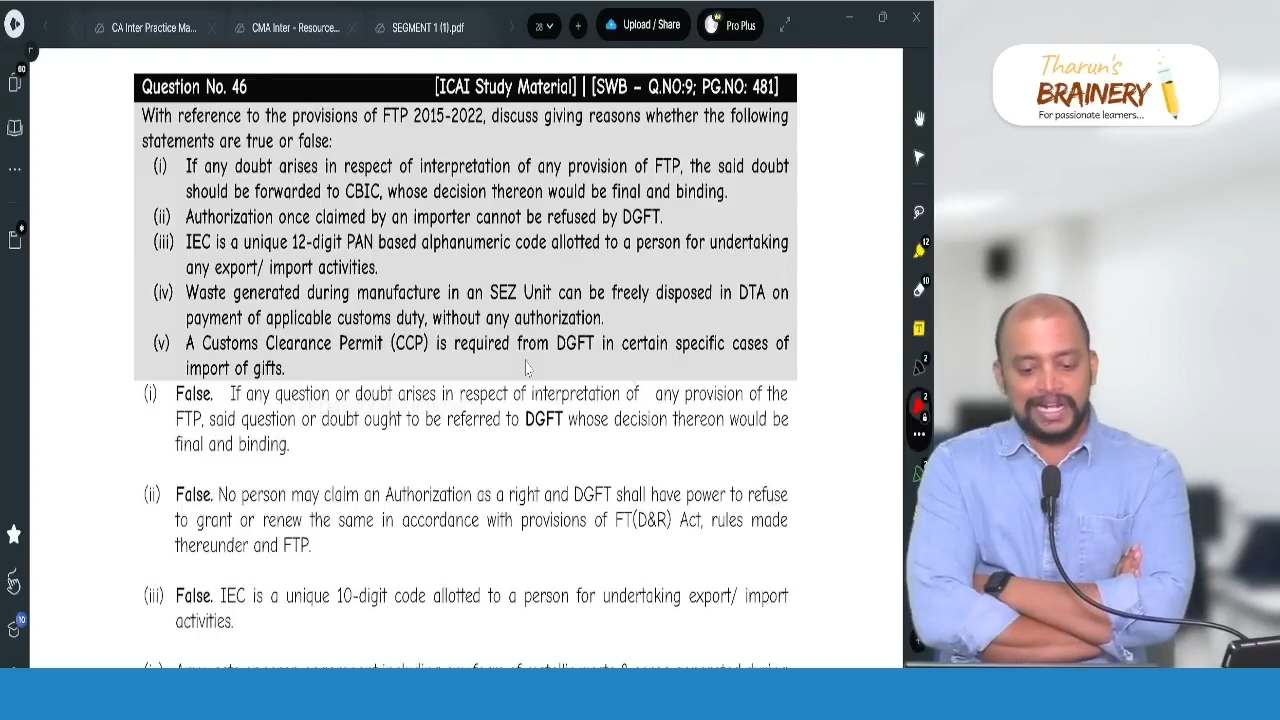 CA Inter Practice Ma...
CMA Inter - Resource...
SEGMENT 1 (1).pdf
28
Upload / Share
Pro Plus
Tharun's
BRAINERY
For passionate learners...
Question No. 46 [ICAI Study Material] | [SWB – Q.NO:9; PG.NO: 481]
With reference to the provisions of FTP 2015-2022, discuss giving reasons whether the following
statements are true or false:
(i) If any doubt arises in respect of interpretation of any provision of FTP, the said doubt
should be forwarded to CBIC, whose decision thereon would be final and binding.
(ii) Authorization once claimed by an importer cannot be refused by DGFT.
(iii) IEC is a unique 12-digit PAN based alphanumeric code allotted to a person for undertaking
any export/ import activities.
(iv) Waste generated during manufacture in an SEZ Unit can be freely disposed in DTA on
payment of applicable customs duty, without any authorization.
(v) A Customs Clearance Permit (CCP) is required from DGFT in certain specific cases of
import of gifts.
(i) False. If any question or doubt arises in respect of interpretation of any provision of the
FTP, said question or doubt ought to be referred to DGFT whose decision thereon would be
final and binding.
(ii) False. No person may claim an Authorization as a right and DGFT shall have power to refuse
to grant or renew the same in accordance with provisions of FT(D&R) Act, rules made
thereunder and FTP.
(iii) False. IEC is a unique 10-digit code allotted to a person for undertaking export/ import
activities.